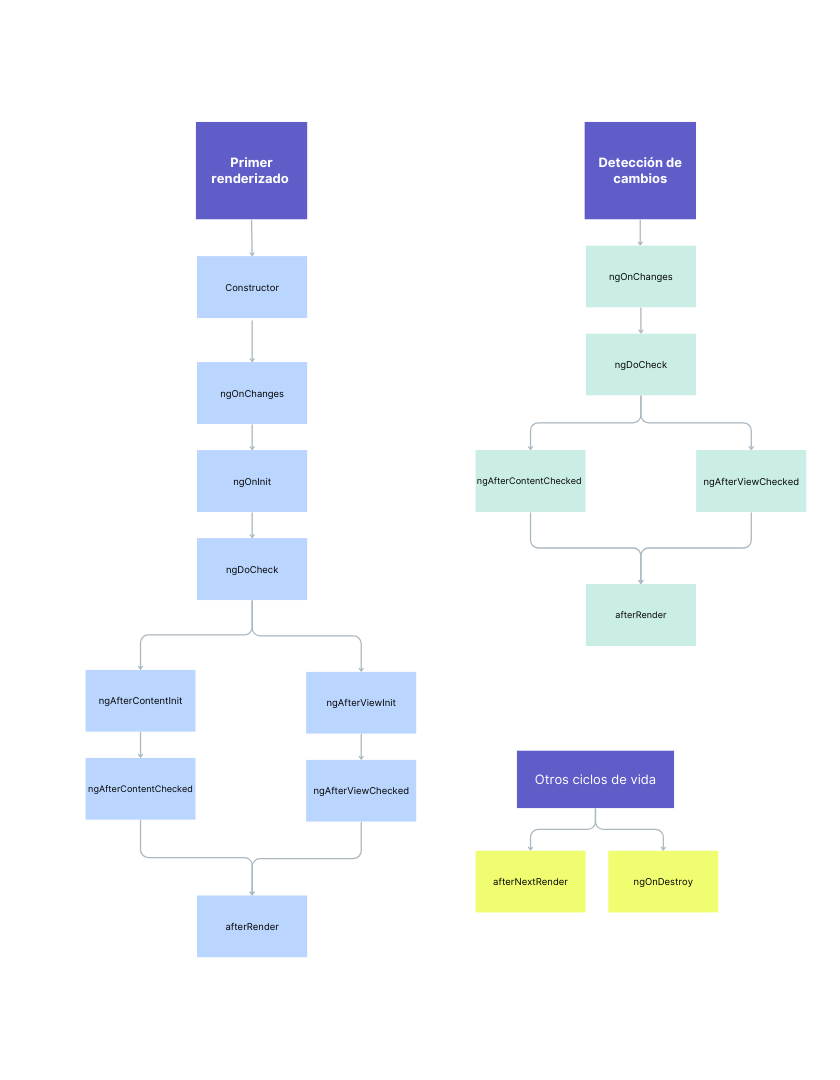 Primer
renderizado
Constructor
ngOnChanges
ngOnInit
ngDoCheck
ngAfterContentInit
ngAfterViewInit
ngAfterContentChecked
ngAfterViewChecked
afterRender
Detección de
cambios
ngOnChanges
ngDoCheck
ngAfterContentChecked
ngAfterViewChecked
afterRender
Otros ciclos de vida
afterNextRender
ngOnDestroy